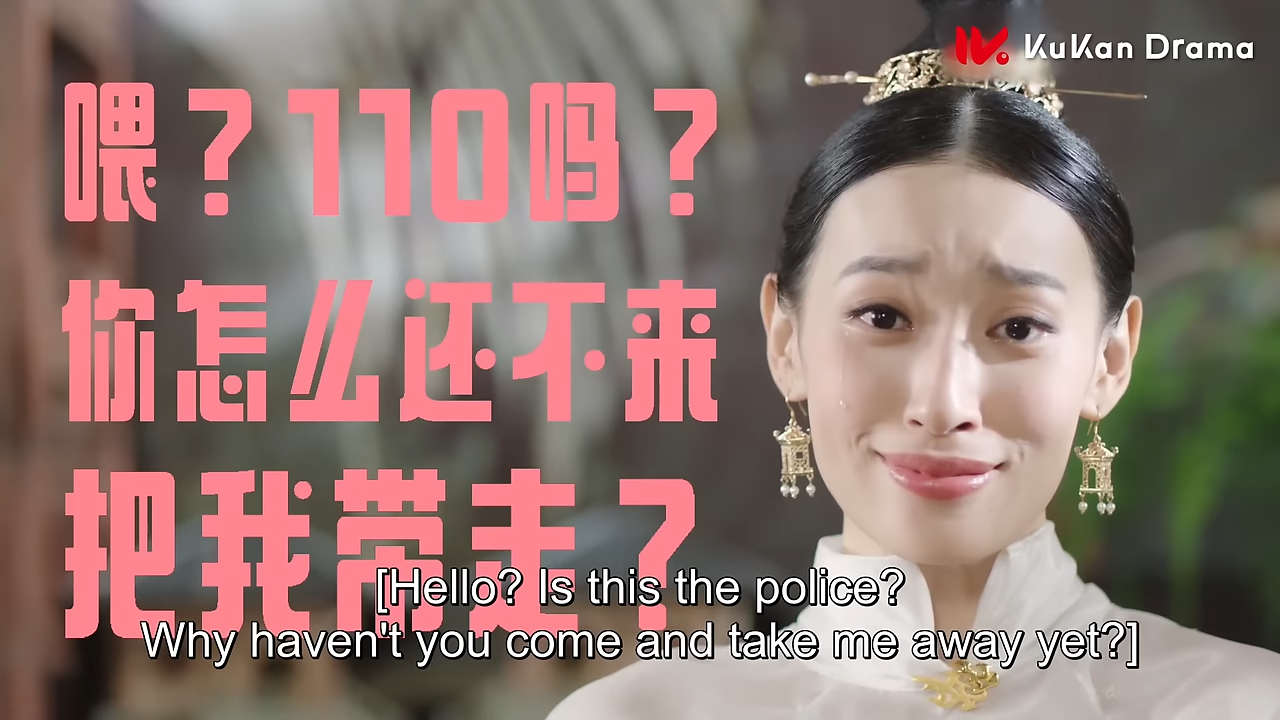 KuKan Drama
喂？110吗？
你怎么还不来
把我带走？
[Hello? Is this the police?
Why haven't you come and take me away yet?]